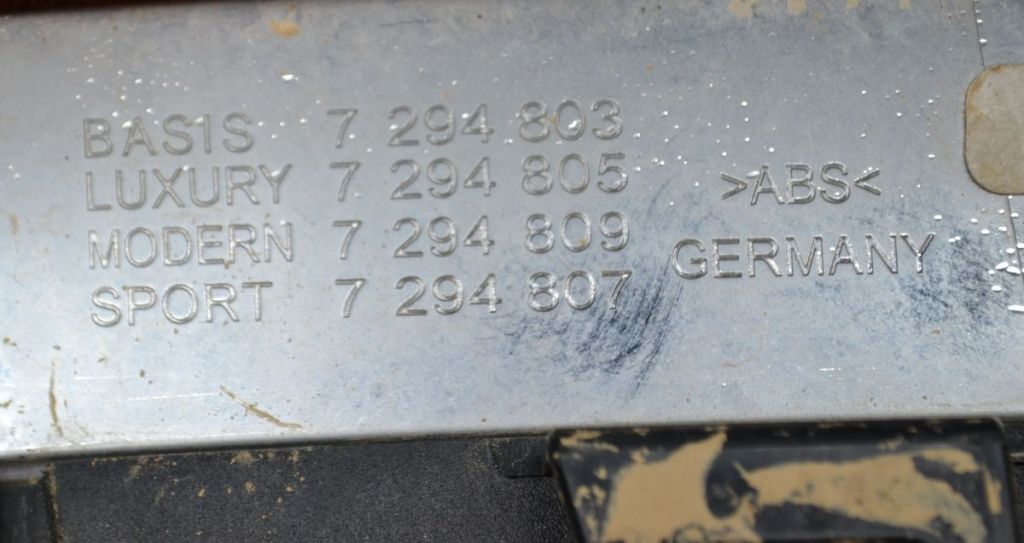 BASIS 7 294 803
LUXURY 7 294 805
MODERN 7 294 809
SPORT 7 294 807
>ABS<
GERMANY